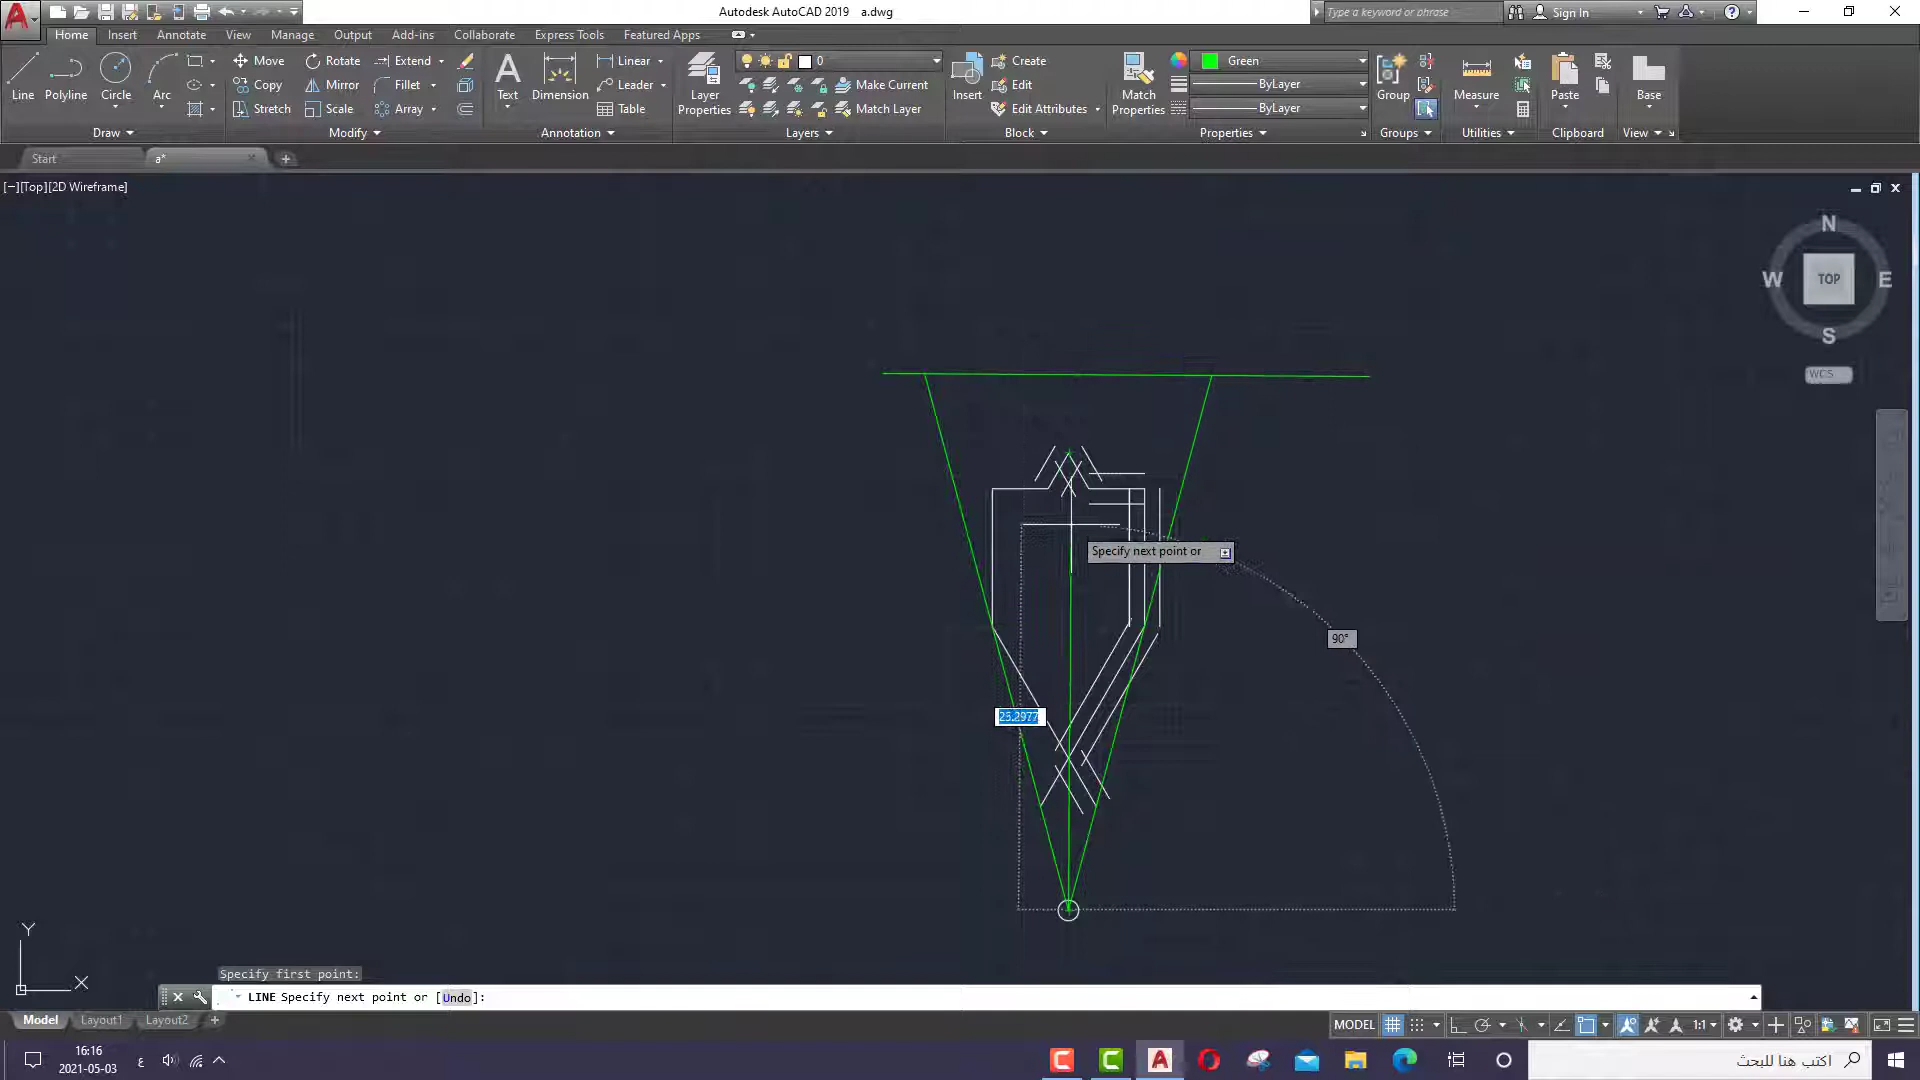 Autodesk AutoCAD 2019 a.dwg
Type a keyword or phrase
Sign In
Home Insert Annotate View Manage Output Add-ins Collaborate Express Tools Featured Apps
Line Polyline Circle Arc
Move Rotate Extend
Copy Mirror Fillet
Stretch Scale Array
Text Dimension
Linear
Leader
Table
Layer Properties
0
Make Current
Match Layer
Insert
Create
Edit
Edit Attributes
Match Properties
Green
ByLayer
ByLayer
Group
Measure
Paste
Base
Draw Modify Annotation Layers Block Properties Groups Utilities Clipboard View
Start
a*
[−][Top][2D Wireframe]
N
W TOP E
S
WCS
Specify next point or
90°
25.2977
Y
X
Specify first point:
LINE Specify next point or [Undo]:
Model Layout1 Layout2 +
MODEL
1:1
16:16
2021-05-03
ع
اكتب هنا للبحث